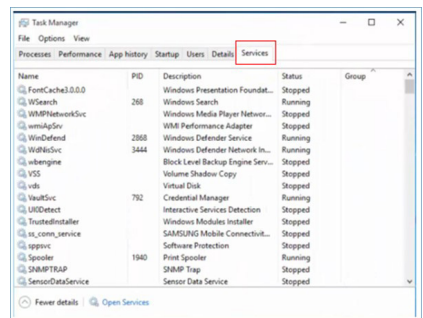 Task Manager
File Options View
Processes Performance App history Startup Users Details Services
Name PID Description Status Group
FontCache3.0.0.0 Windows Presentation Foundat... Stopped
WSearch 268 Windows Search Running
WMPNetworkSvc Windows Media Player Networ... Stopped
wmiApSrv WMI Performance Adapter Stopped
WinDefend 2868 Windows Defender Service Running
WdNisSvc 3444 Windows Defender Network In... Running
wbengine Block Level Backup Engine Serv... Stopped
VSS Volume Shadow Copy Stopped
vds Virtual Disk Stopped
VaultSvc 792 Credential Manager Running
UI0Detect Interactive Services Detection Stopped
TrustedInstaller Windows Modules Installer Stopped
ss_conn_service SAMSUNG Mobile Connectivit... Stopped
sppsvc Software Protection Stopped
Spooler 1940 Print Spooler Running
SNMPTRAP SNMP Trap Stopped
SensorDataService Sensor Data Service Stopped
Fewer details Open Services